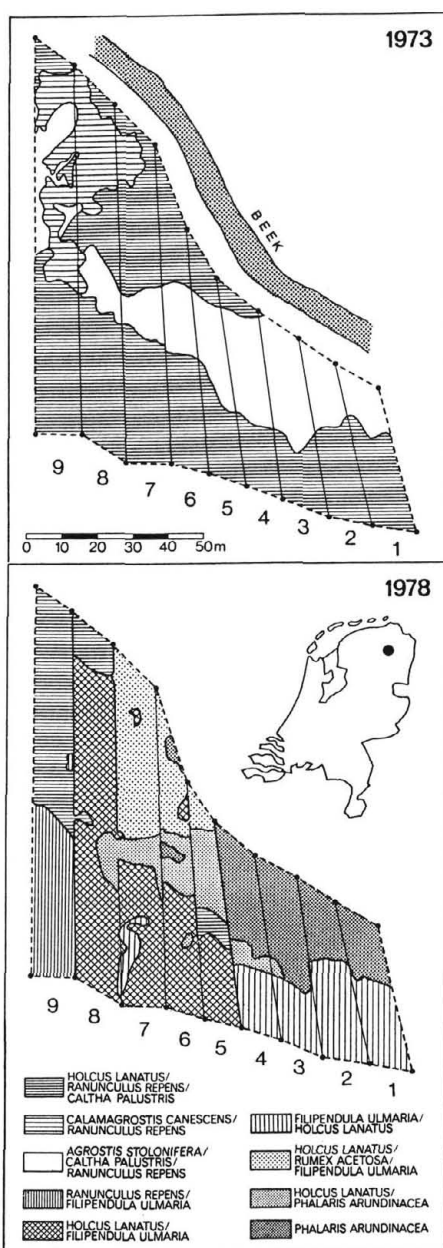 1973
BEEK
9 8 7 6 5 4 3 2 1
0 10 20 30 40 50m
1978
9 8 7 6 5 4 3 2 1
HOLCUS LANATUS/
RANUNCULUS REPENS/
CALTHA PALUSTRIS
CALAMAGROSTIS CANESCENS/
RANUNCULUS REPENS
AGROSTIS STOLONIFERA/
CALTHA PALUSTRIS/
RANUNCULUS REPENS
RANUNCULUS REPENS/
FILIPENDULA ULMARIA
HOLCUS LANATUS/
FILIPENDULA ULMARIA
FILIPENDULA ULMARIA/
HOLCUS LANATUS
HOLCUS LANATUS/
RUMEX ACETOSA/
FILIPENDULA ULMARIA
HOLCUS LANATUS/
PHALARIS ARUNDINACEA
PHALARIS ARUNDINACEA